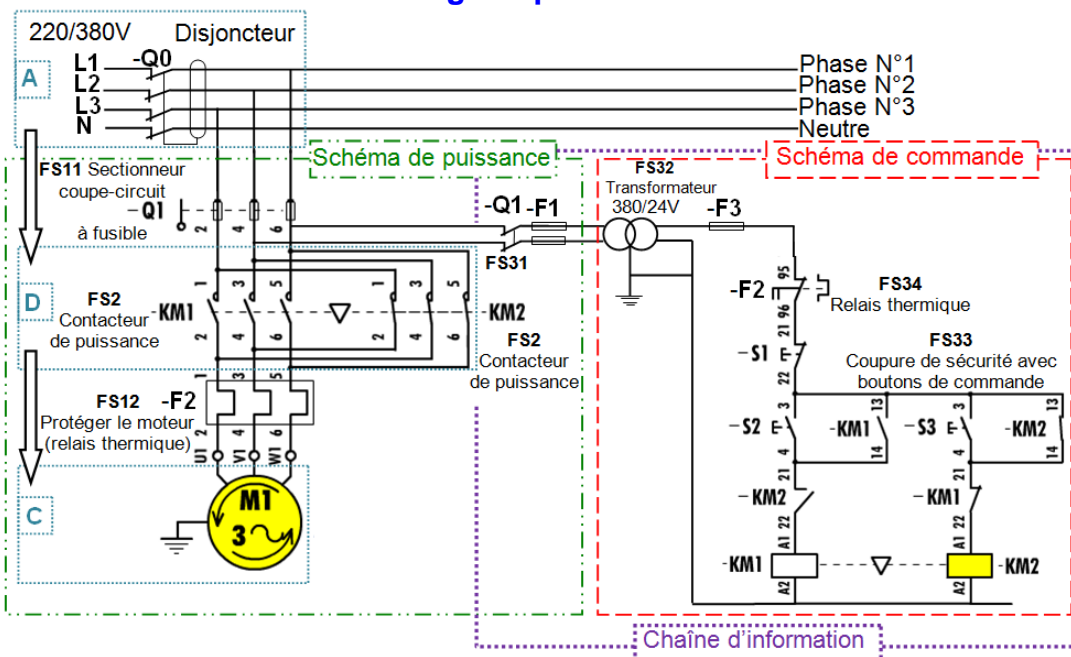 220/380V Disjoncteur
L1 -Q0 Phase N°1
A L2 Phase N°2
L3 Phase N°3
N Neutre
Schéma de puissance
Schéma de commande
FS11 Sectionneur
coupe-circuit
-Q1
à fusible
2 4 6
-Q1 -F1
FS31
FS32
Transformateur
380/24V
-F3
D
FS2
Contacteur
de puissance
-KM1
1 3 5
2 4 6
1 3 5
2 4 6
-KM2
FS2
Contacteur
de puissance
FS12 -F2
Protéger le moteur
(relais thermique)
1 3 5
2 4 6
U1 V1 W1
C
M1
3
95
-F2
96
FS34
Relais thermique
21
-S1 E
22
FS33
Coupure de sécurité avec
boutons de commande
3 13 3 13
-S2 E -KM1 -S3 E -KM2
4 14 4 14
21 21
-KM2 -KM1
22 22
A1 A1
-KM1 -KM2
A2 A2
Chaîne d'information